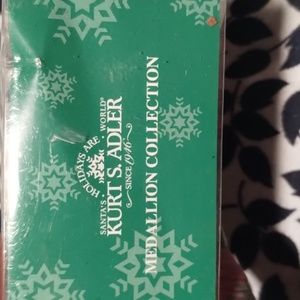 HOLIDAYS ARE
SANTA'S WORLD®
KURT S. ADLER
SINCE 1946
MEDALLION COLLECTION